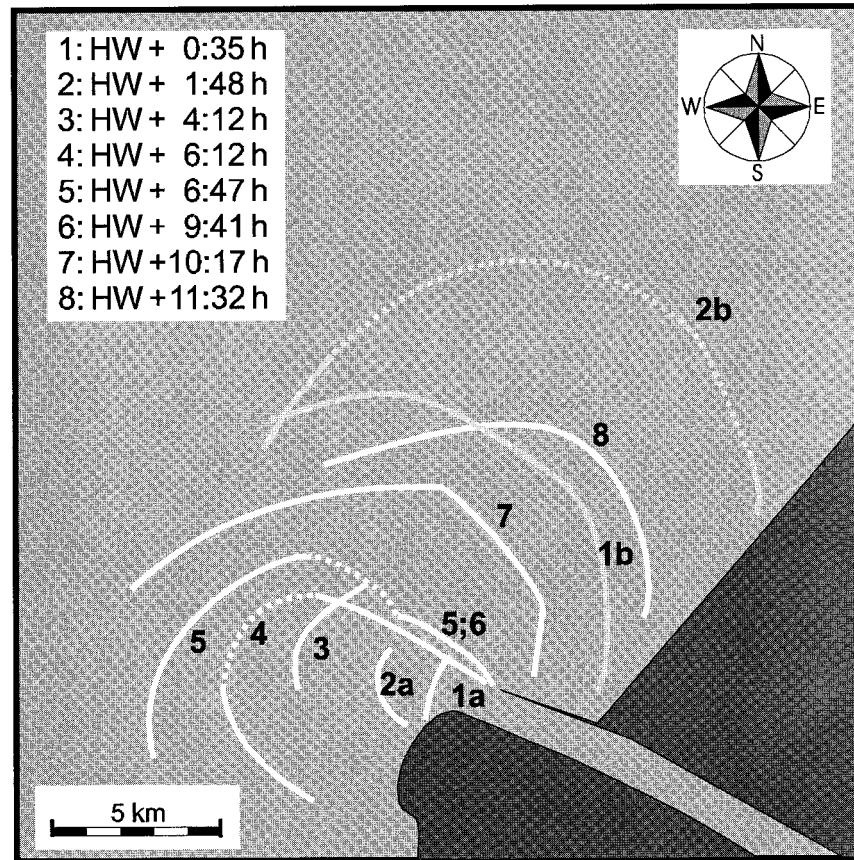 1: HW + 0:35 h
2: HW + 1:48 h
3: HW + 4:12 h
4: HW + 6:12 h
5: HW + 6:47 h
6: HW + 9:41 h
7: HW +10:17 h
8: HW +11:32 h
N
W E
S
2b
8
7
1b
5;6
5 4 3
2a 1a
5 km